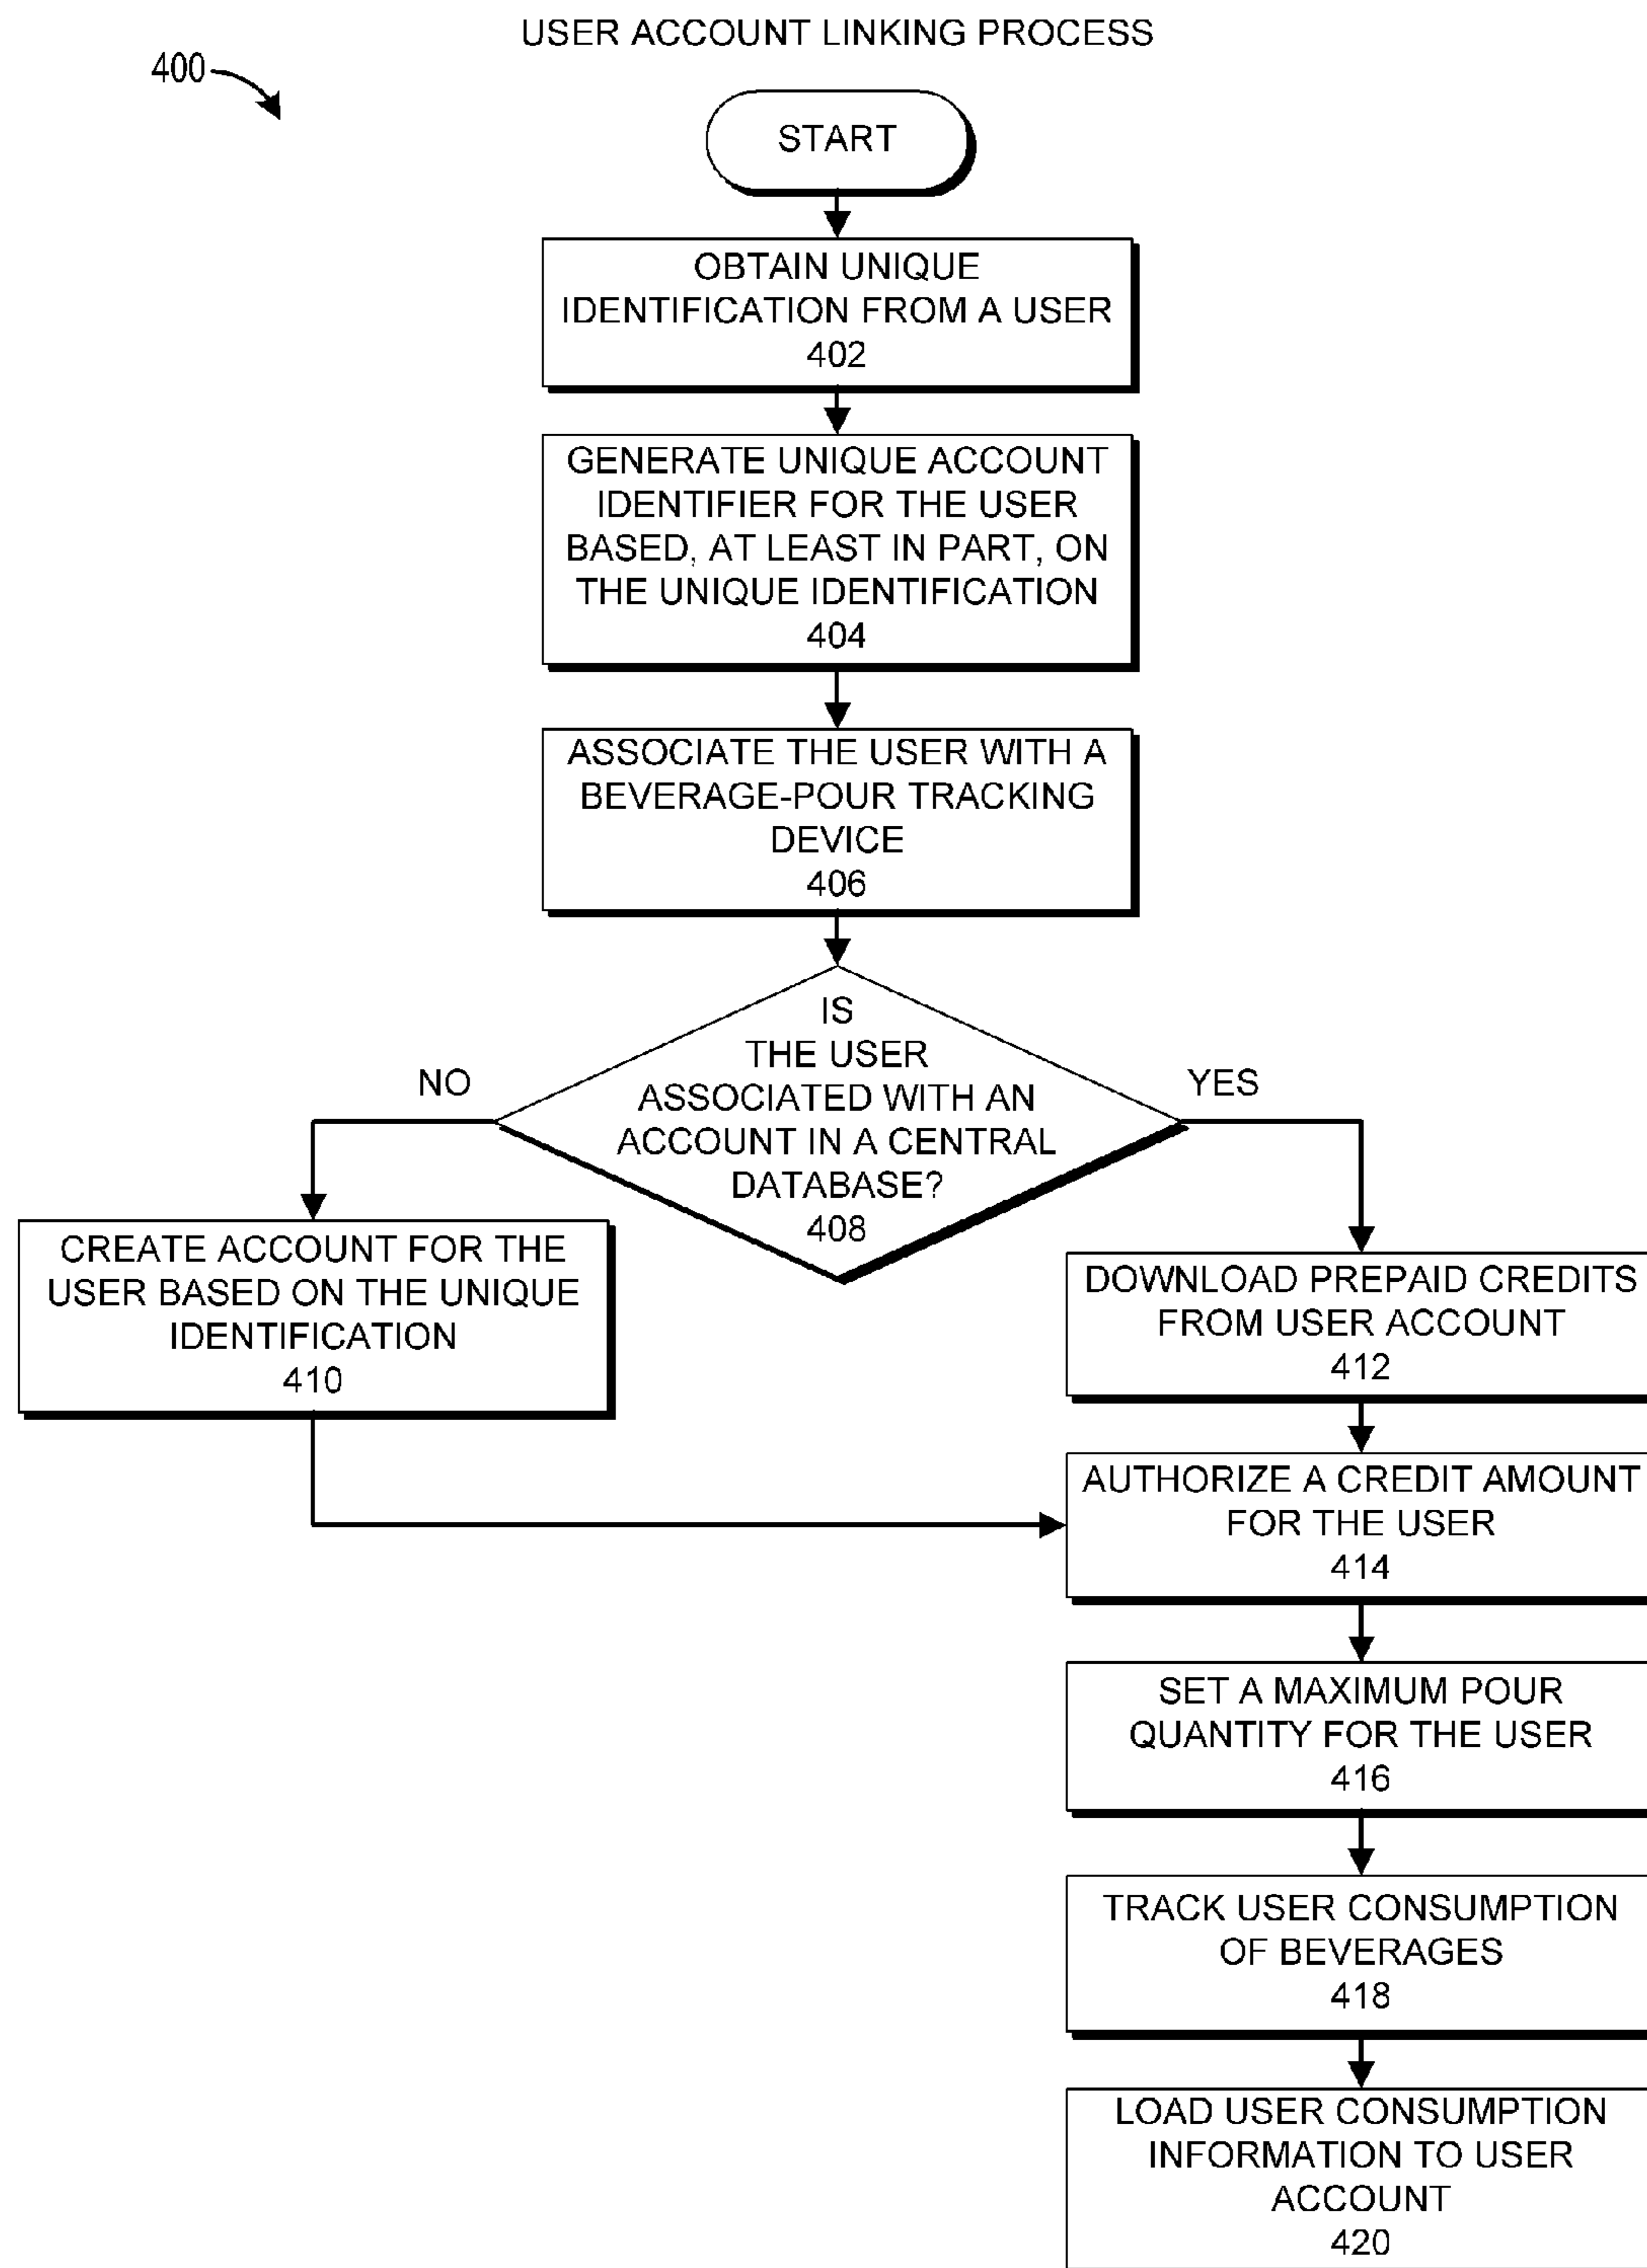 USER ACCOUNT LINKING PROCESS
400
START
OBTAIN UNIQUE
IDENTIFICATION FROM A USER
402
GENERATE UNIQUE ACCOUNT
IDENTIFIER FOR THE USER
BASED, AT LEAST IN PART, ON
THE UNIQUE IDENTIFICATION
404
ASSOCIATE THE USER WITH A
BEVERAGE-POUR TRACKING
DEVICE
406
IS
THE USER
ASSOCIATED WITH AN
ACCOUNT IN A CENTRAL
DATABASE?
408
NO
YES
CREATE ACCOUNT FOR THE
USER BASED ON THE UNIQUE
IDENTIFICATION
410
DOWNLOAD PREPAID CREDITS
FROM USER ACCOUNT
412
AUTHORIZE A CREDIT AMOUNT
FOR THE USER
414
SET A MAXIMUM POUR
QUANTITY FOR THE USER
416
TRACK USER CONSUMPTION
OF BEVERAGES
418
LOAD USER CONSUMPTION
INFORMATION TO USER
ACCOUNT
420